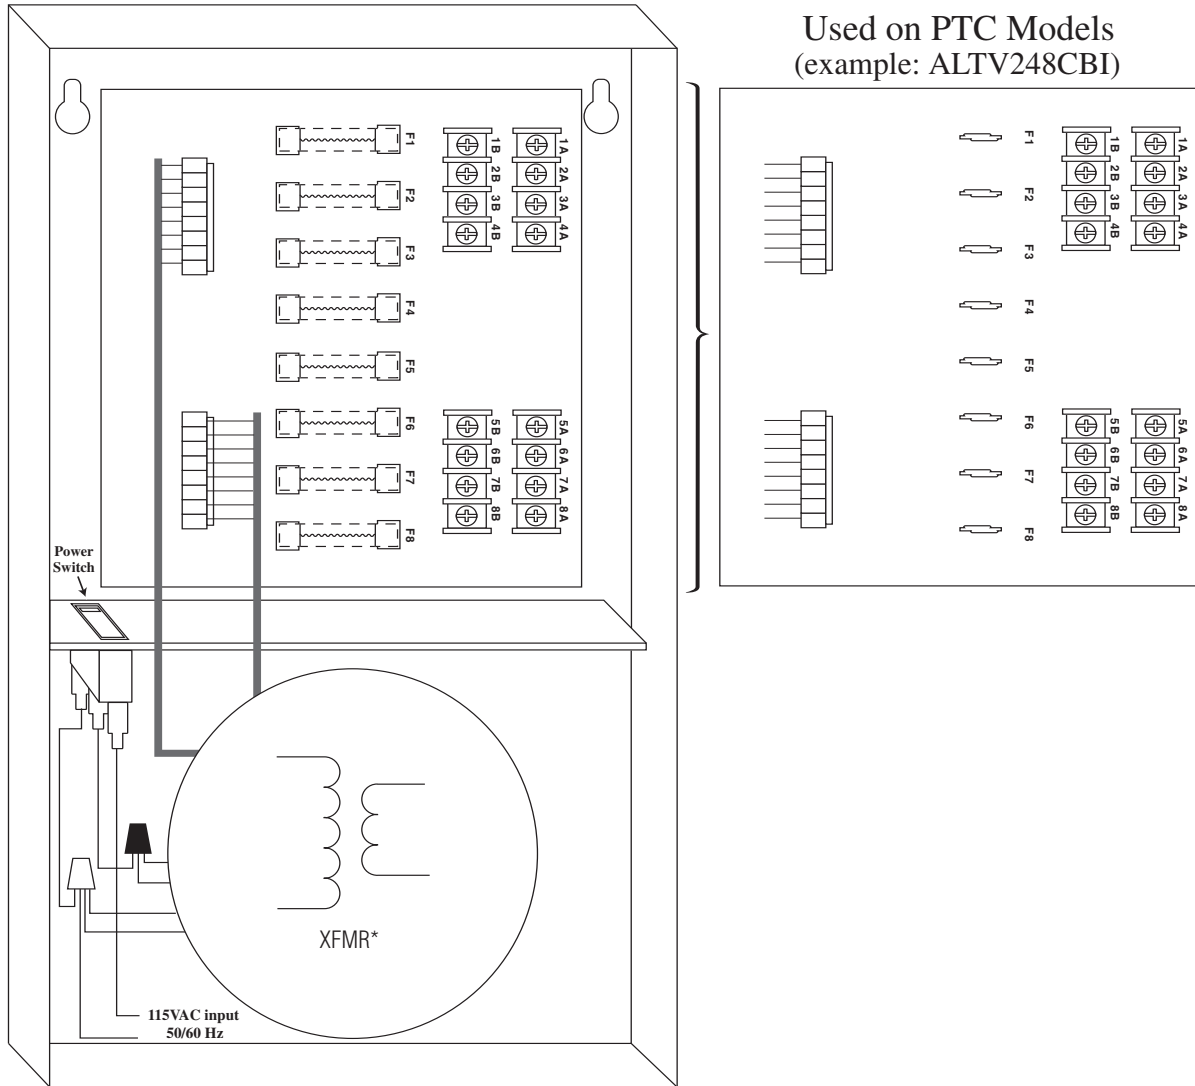 Used on PTC Models
(example: ALTV248CBI)
F1
F2
F3
F4
F5
F6
F7
F8
1B
2B
3B
4B
1A
2A
3A
4A
5B
6B
7B
8B
5A
6A
7A
8A
F1
F2
F3
F4
F5
F6
F7
F8
1B
2B
3B
4B
1A
2A
3A
4A
5B
6B
7B
8B
5A
6A
7A
8A
Power
Switch
XFMR*
115VAC input
50/60 Hz